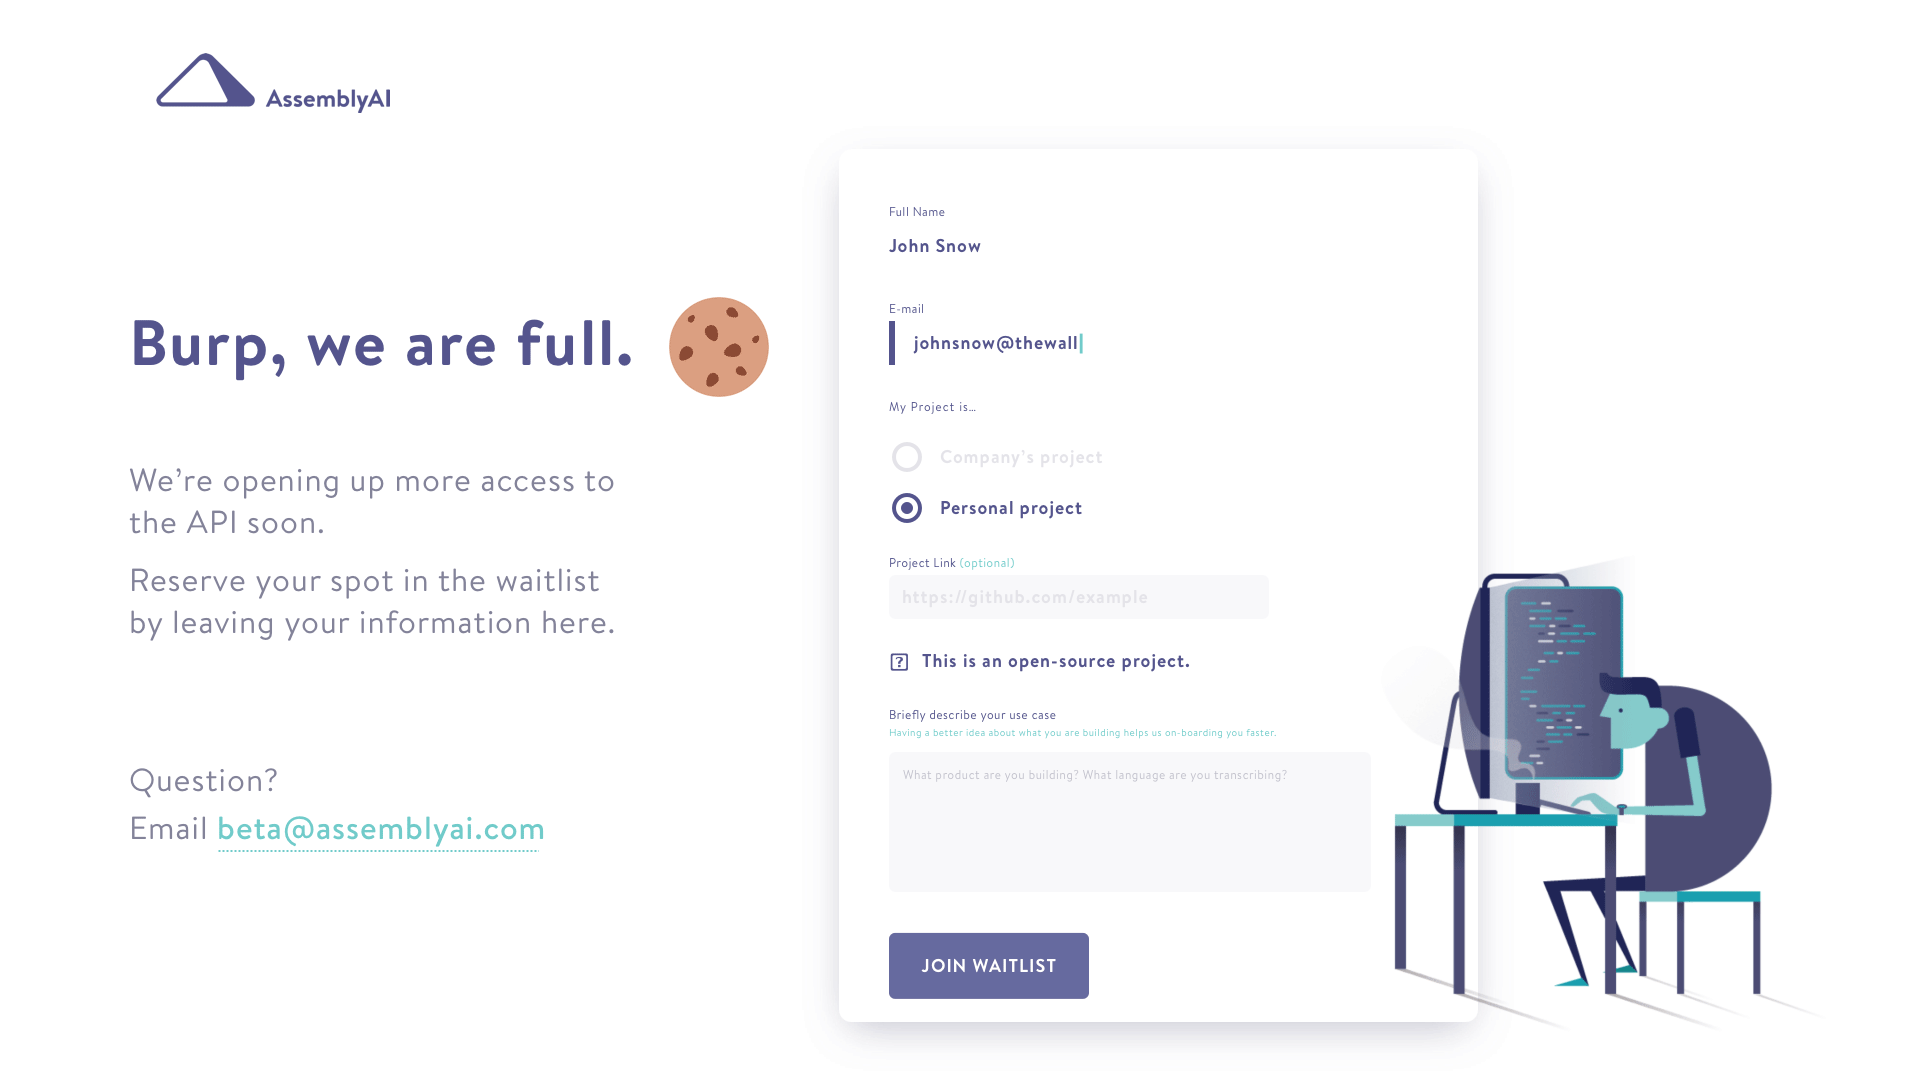 AssemblyAI
Burp, we are full.
We’re opening up more access to
the API soon.
Reserve your spot in the waitlist
by leaving your information here.
Question?
Email beta@assemblyai.com
Full Name
John Snow
E-mail
johnsnow@thewall
My Project is…
Company’s project
Personal project
Project Link (optional)
https://github.com/example
? This is an open-source project.
Briefly describe your use case
Having a better idea about what you are building helps us on-boarding you faster.
What product are you building? What language are you transcribing?
JOIN WAITLIST